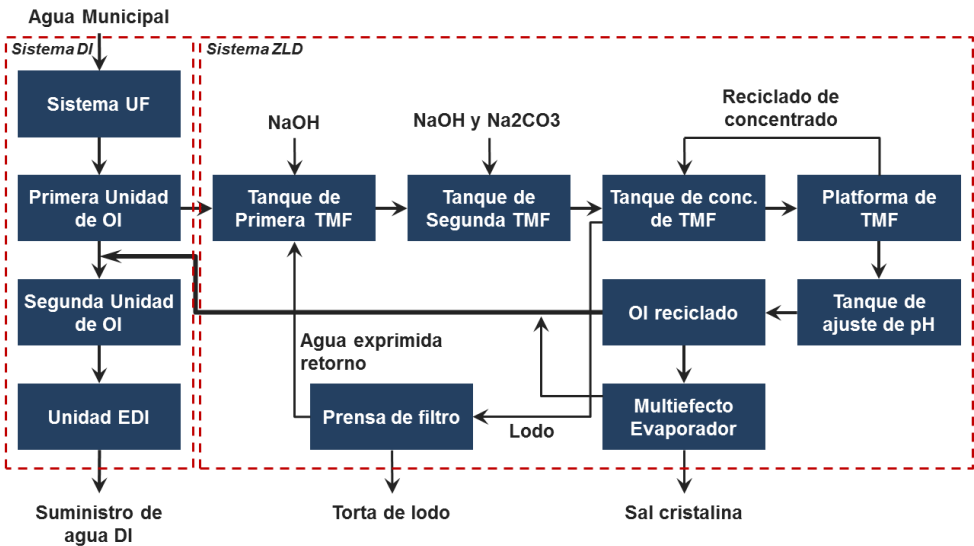 Agua Municipal
Sistema DI
Sistema ZLD
Sistema UF
NaOH
NaOH y Na2CO3
Reciclado de
concentrado
Primera Unidad
de OI
Tanque de
Primera TMF
Tanque de
Segunda TMF
Tanque de conc.
de TMF
Platforma de
TMF
Segunda Unidad
de OI
OI reciclado
Tanque de
ajuste de pH
Agua exprimida
retorno
Unidad EDI
Prensa de filtro
Lodo
Multiefecto
Evaporador
Suministro de
agua DI
Torta de lodo
Sal cristalina